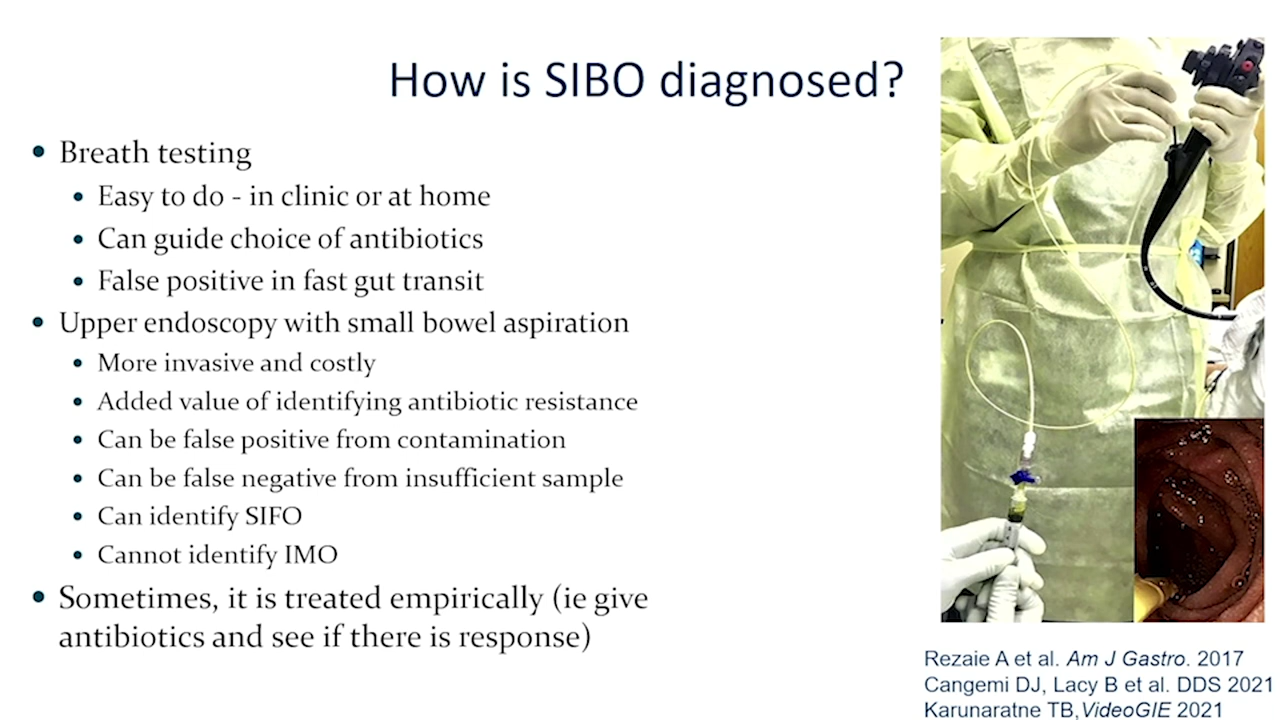 How is SIBO diagnosed?
• Breath testing
• Easy to do - in clinic or at home
• Can guide choice of antibiotics
• False positive in fast gut transit
• Upper endoscopy with small bowel aspiration
• More invasive and costly
• Added value of identifying antibiotic resistance
• Can be false positive from contamination
• Can be false negative from insufficient sample
• Can identify SIFO
• Cannot identify IMO
• Sometimes, it is treated empirically (ie give
antibiotics and see if there is response)
Rezaie A et al. Am J Gastro. 2017
Cangemi DJ, Lacy B et al. DDS 2021
Karunaratne TB,VideoGIE 2021